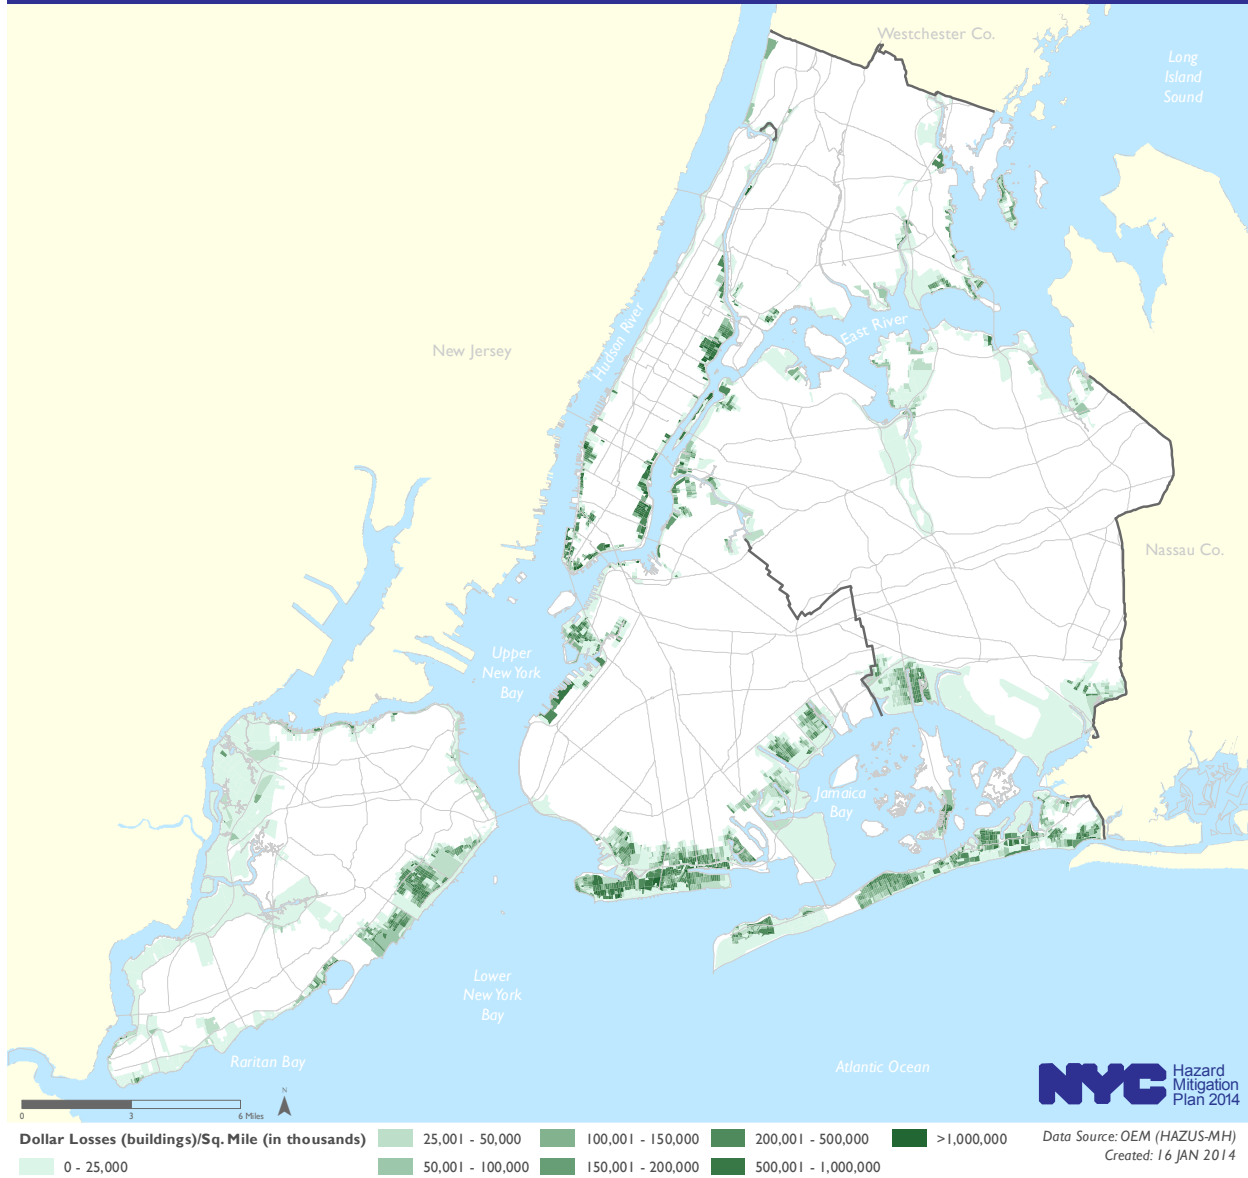 Westchester Co.
Long
Island
Sound
Hudson River
East River
New Jersey
Nassau Co.
Upper
New York
Bay
Jamaica
Bay
Lower
New York
Bay
Raritan Bay
Atlantic Ocean
NYC
Hazard
Mitigation
Plan 2014
N
0 3 6 Miles
Dollar Losses (buildings)/Sq. Mile (in thousands)
0 - 25,000
25,001 - 50,000
50,001 - 100,000
100,001 - 150,000
150,001 - 200,000
200,001 - 500,000
500,001 - 1,000,000
>1,000,000
Data Source: OEM (HAZUS-MH)
Created: 16 JAN 2014